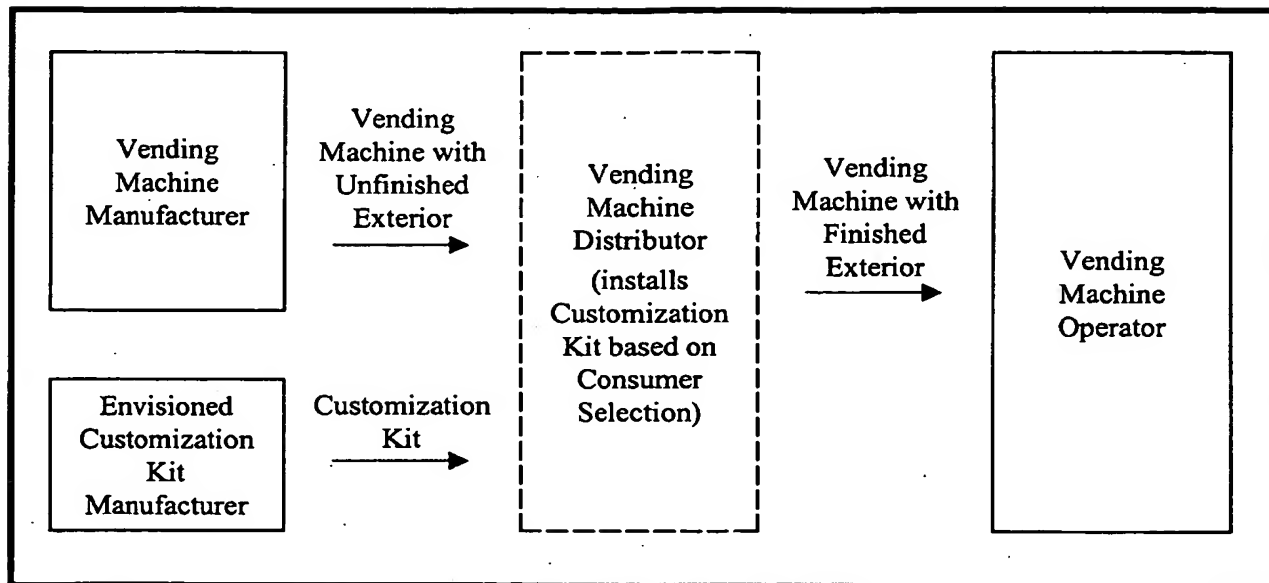 Vending
Machine
Manufacturer
Vending
Machine with
Unfinished
Exterior
Envisioned
Customization
Kit
Manufacturer
Customization
Kit
Vending
Machine
Distributor
(installs
Customization
Kit based on
Consumer
Selection)
Vending
Machine with
Finished
Exterior
Vending
Machine
Operator